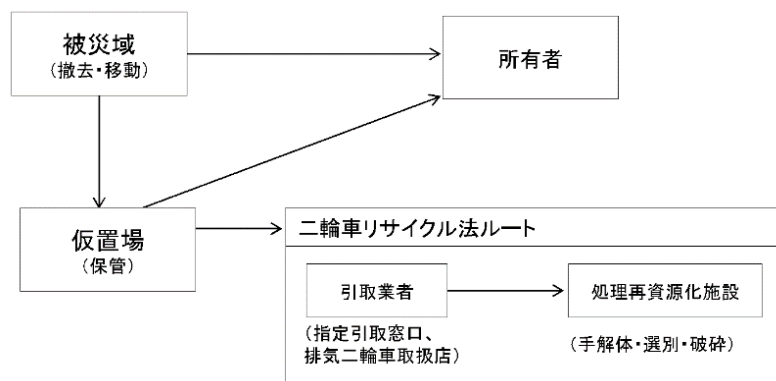 被災域
(撤去・移動)
所有者
仮置場
(保管)
二輪車リサイクル法ルート
引取業者
処理再資源化施設
(指定引取窓口、
排気二輪車取扱店)
(手解体・選別・破砕)